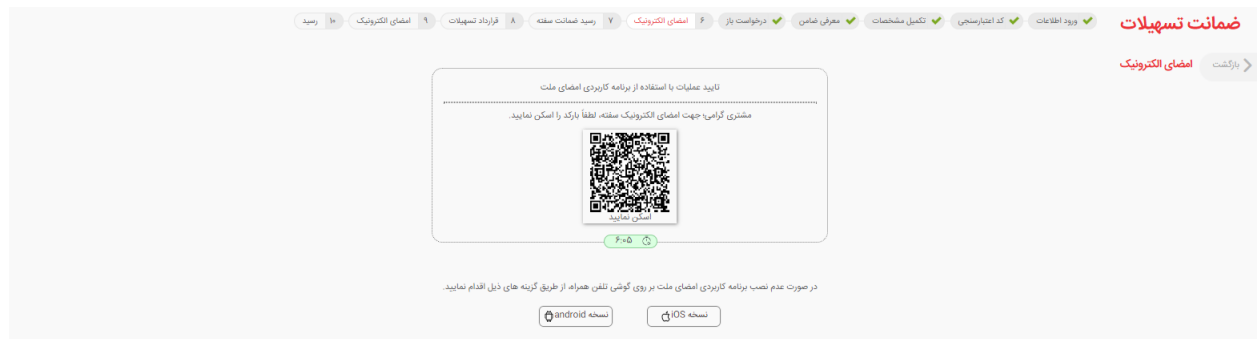 ضمانت تسهیلات
ورود اطلاعات
کد اعتبارسنجی
تکمیل مشخصات
معرفی ضامن
درخواست باز
۶ امضای الکترونیک
۷ رسید ضمانت سفته
۸ قرارداد تسهیلات
۹ امضای الکترونیک
۱۰ رسید
بازگشت
امضای الکترونیک
تایید عملیات با استفاده از برنامه کاربردی امضای ملت
مشتری گرامی؛ جهت امضای الکترونیک سفته، لطفاً بارکد را اسکن نمایید.
اسکن نمایید
۶:۰۵
در صورت عدم نصب برنامه کاربردی امضای ملت بر روی گوشی تلفن همراه، از طریق گزینه های ذیل اقدام نمایید.
نسخه iOS
نسخه android